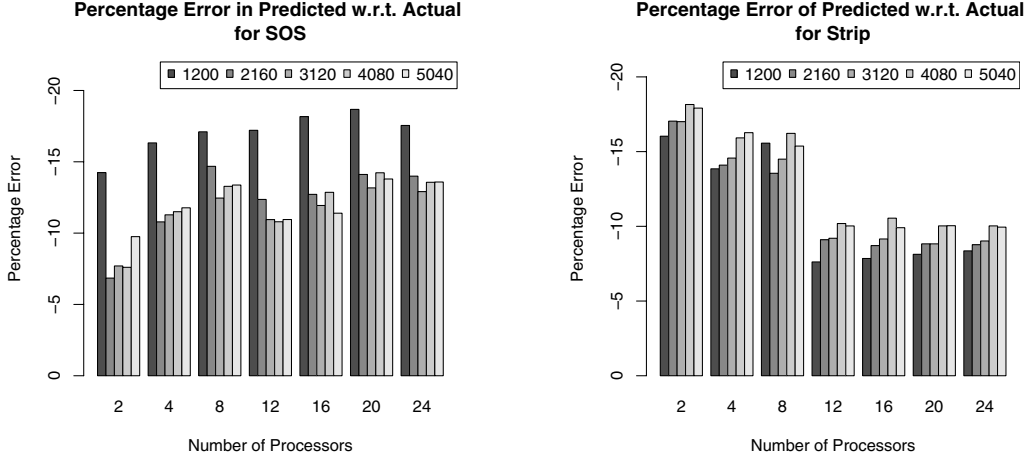 Percentage Error in Predicted w.r.t. Actual
for SOS
1200 2160 3120 4080 5040
Percentage Error
-20
-15
-10
-5
0
2 4 8 12 16 20 24
Number of Processors
Percentage Error of Predicted w.r.t. Actual
for Strip
1200 2160 3120 4080 5040
Percentage Error
-20
-15
-10
-5
0
2 4 8 12 16 20 24
Number of Processors